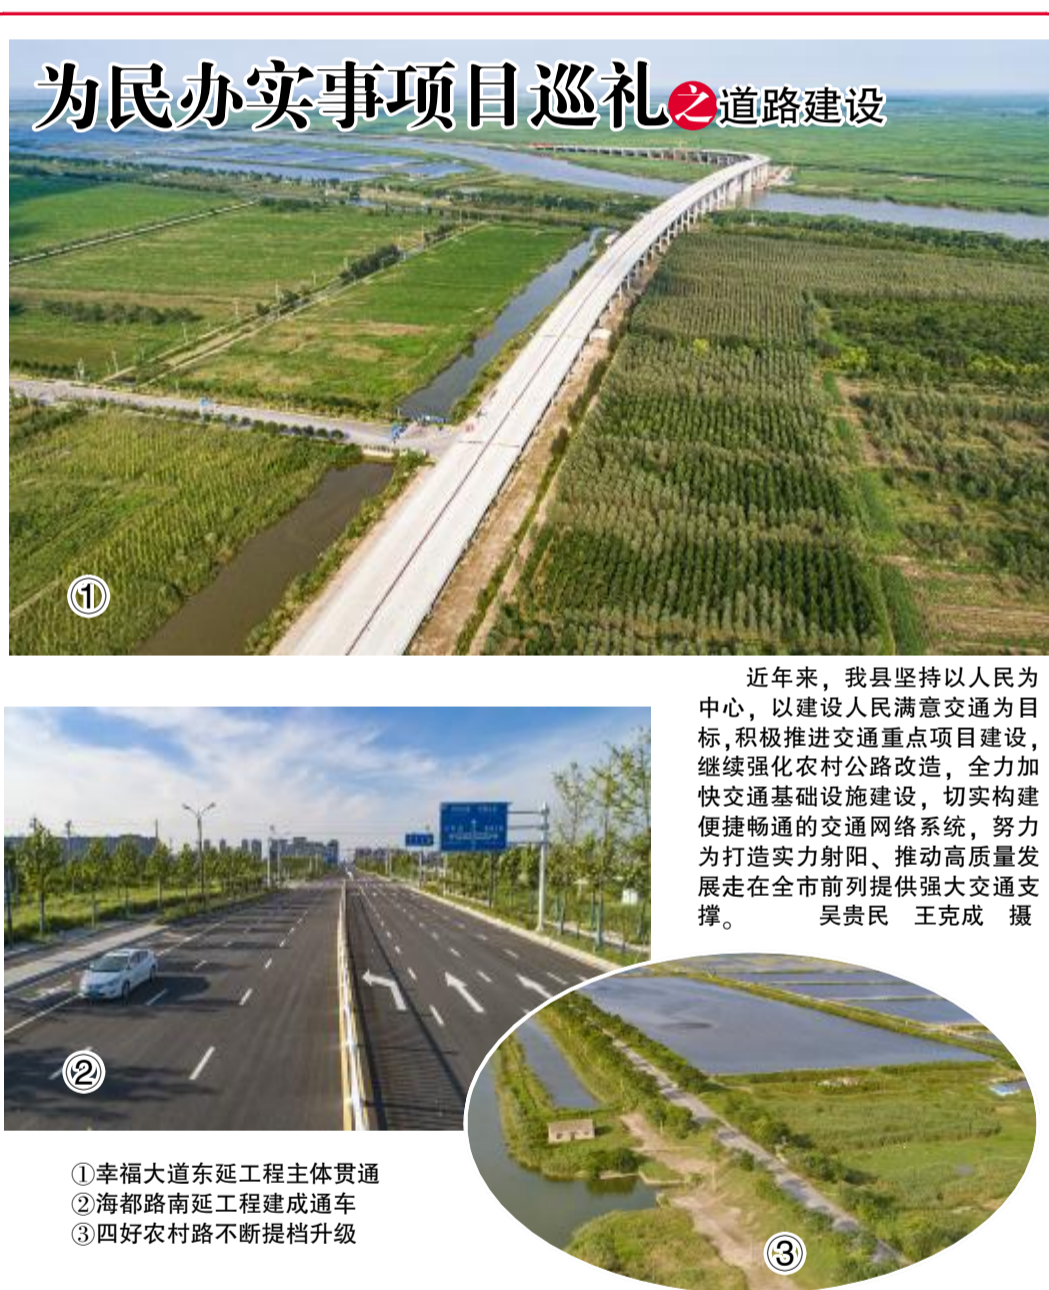 为民办实事项目巡礼之道路建设
①
近年来，我县坚持以人民为
中心，以建设人民满意交通为目
标，积极推进交通重点项目建设，
继续强化农村公路改造，全力加
快交通基础设施建设，切实构建
便捷畅通的交通网络系统，努力
为打造实力射阳、推动高质量发
展走在全市前列提供强大交通支
撑。 吴贵民 王克成 摄
②
③
①幸福大道东延工程主体贯通
②海都路南延工程建成通车
③四好农村路不断提档升级